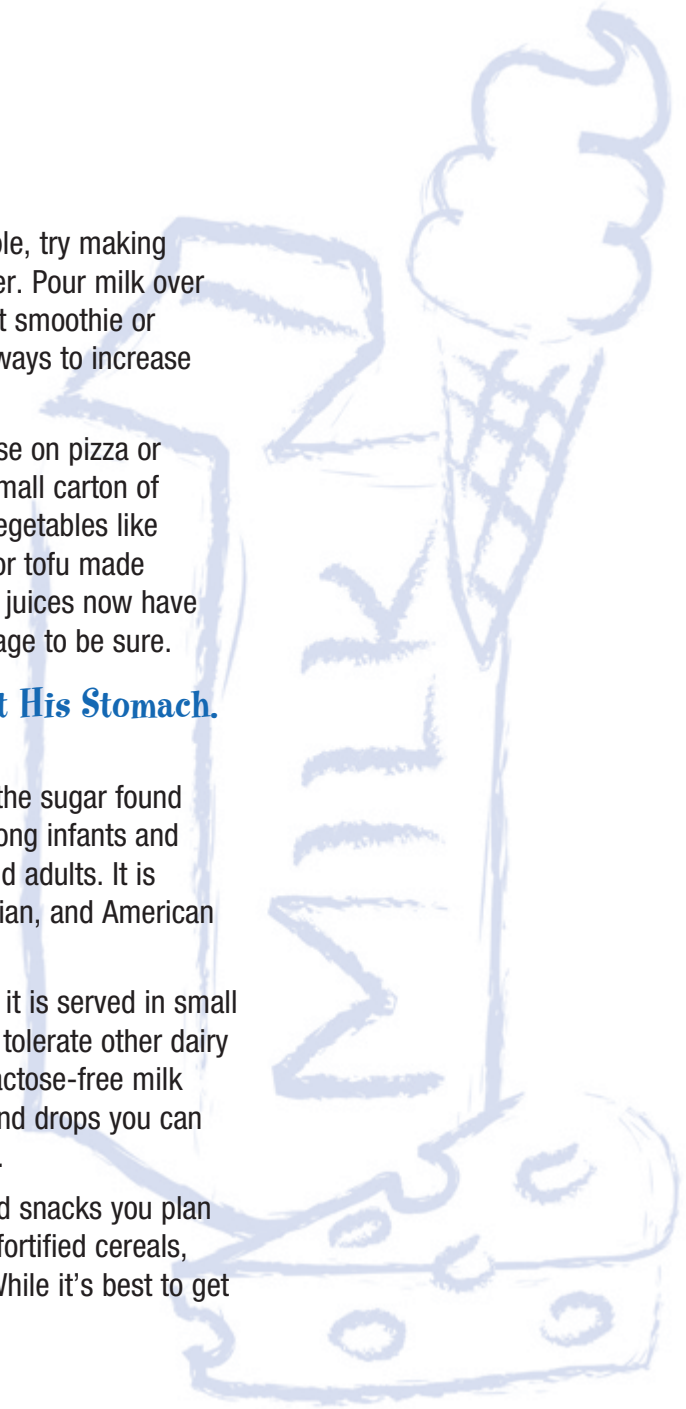 ple, try making
er. Pour milk over
t smoothie or
ways to increase
se on pizza or
mall carton of
egetables like
or tofu made
juices now have
age to be sure.
t His Stomach.
the sugar found
ong infants and
d adults. It is
ian, and American
it is served in small
tolerate other dairy
actose-free milk
nd drops you can
.
d snacks you plan
fortified cereals,
While it's best to get
MILK